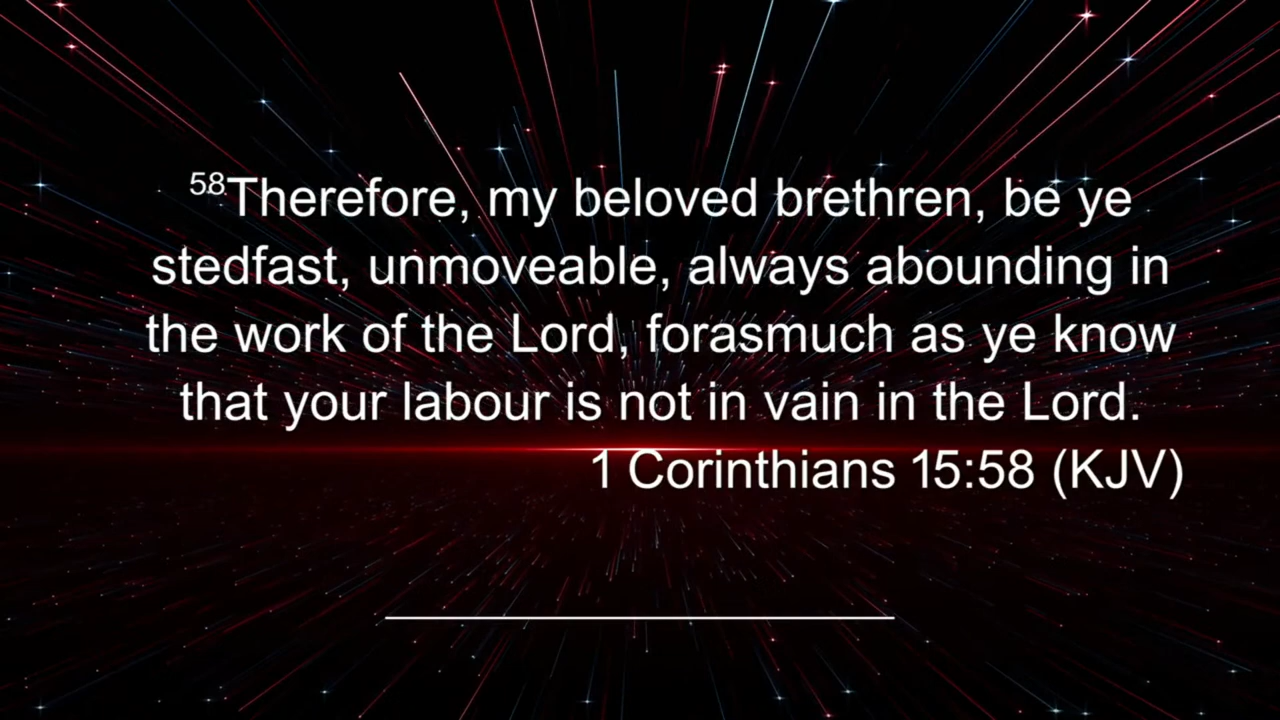 58Therefore, my beloved brethren, be ye
stedfast, unmoveable, always abounding in
the work of the Lord, forasmuch as ye know
that your labour is not in vain in the Lord.
1 Corinthians 15:58 (KJV)